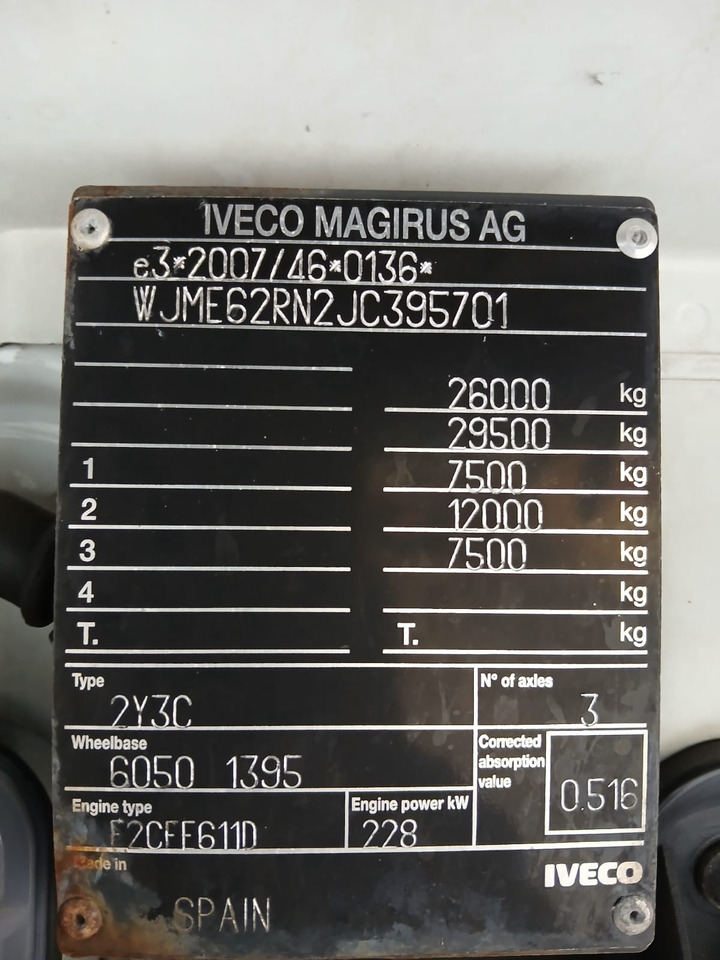 IVECO MAGIRUS AG
e3*2007/46*0136*
WJME62RN2JC395701
26000 kg
29500 kg
1 7500 kg
2 12000 kg
3 7500 kg
4 kg
T. T. kg
Type N° of axles
2Y3C 3
Wheelbase Corrected absorption value
6050 1395 0.516
Engine type Engine power kW
F2CFE611D 228
Made in IVECO
SPAIN